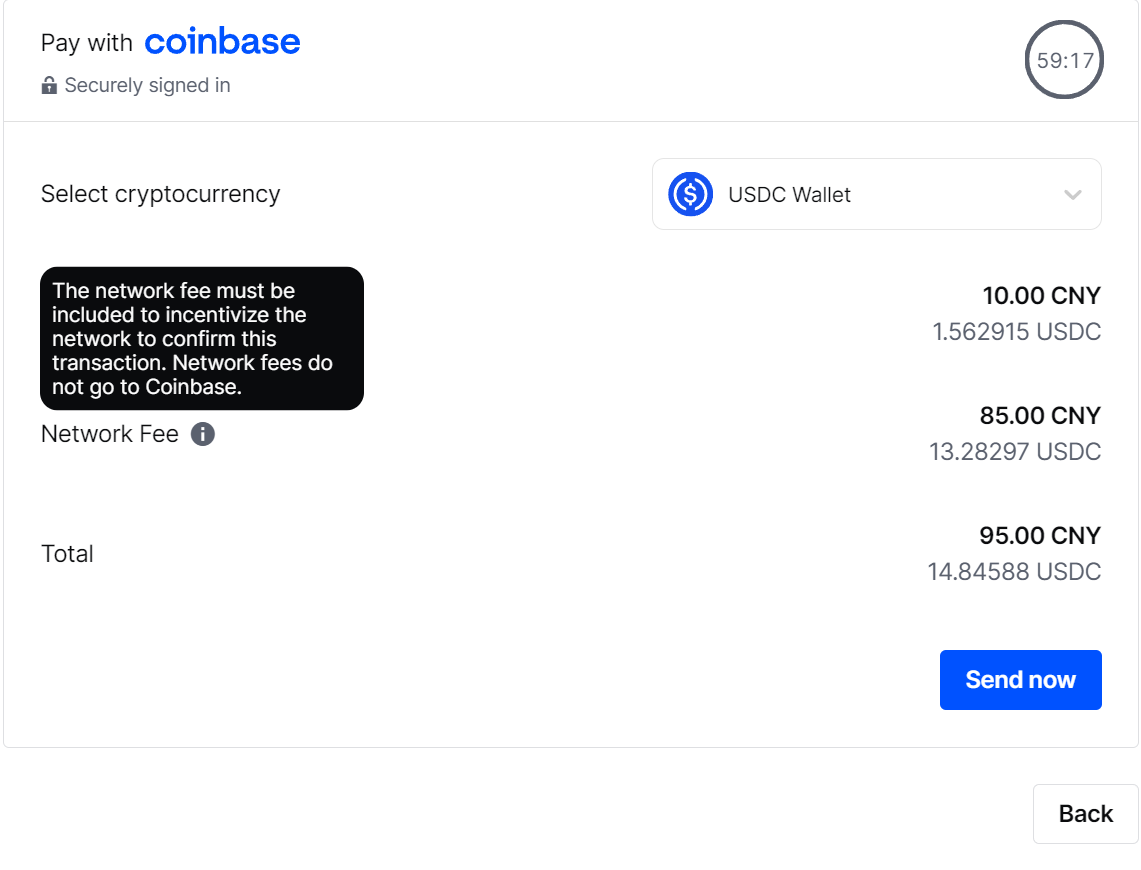 Pay with coinbase
59:17
Securely signed in
Select cryptocurrency
USDC Wallet
The network fee must be
included to incentivize the
network to confirm this
transaction. Network fees do
not go to Coinbase.
10.00 CNY
1.562915 USDC
Network Fee
85.00 CNY
13.28297 USDC
Total
95.00 CNY
14.84588 USDC
Send now
Back